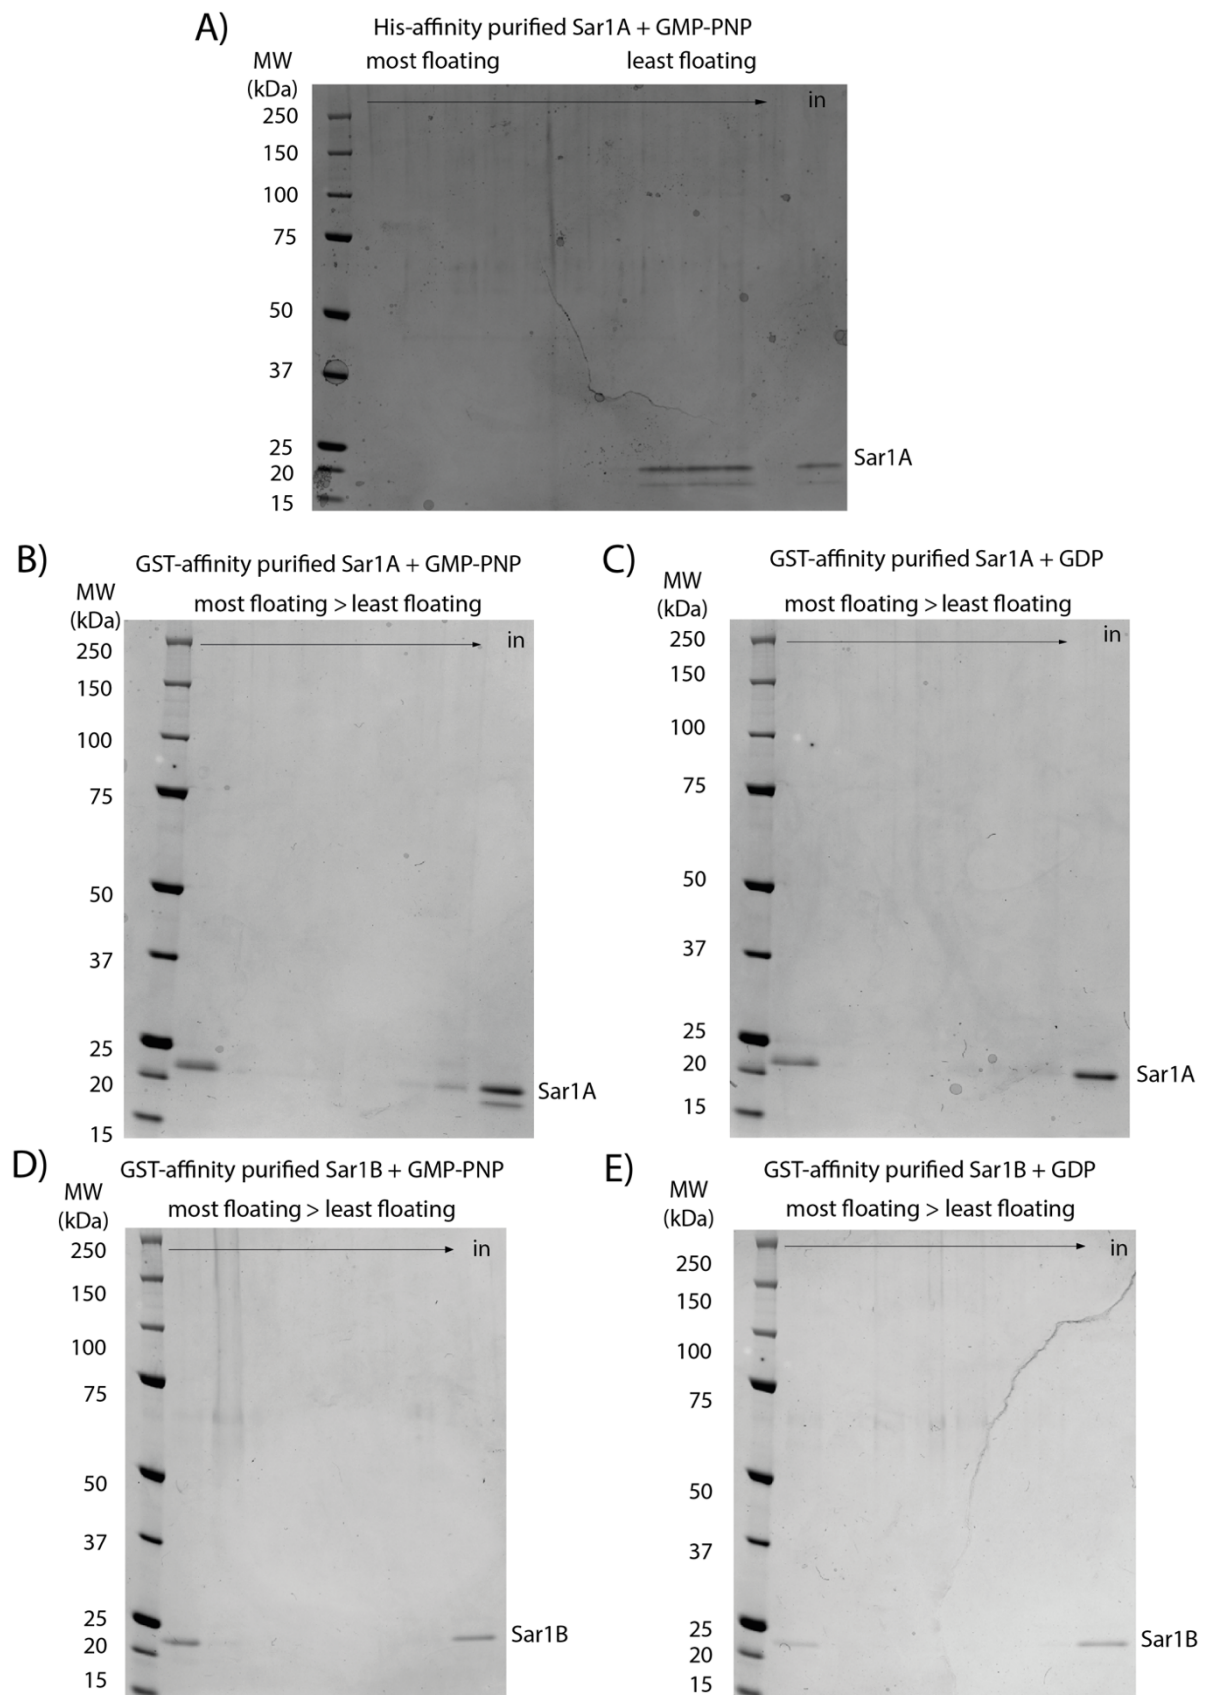 A)
His-affinity purified Sar1A + GMP-PNP
MW
(kDa)
most floating
least floating
in
250
150
100
75
50
37
25
20
15
Sar1A
B)
GST-affinity purified Sar1A + GMP-PNP
MW
(kDa)
most floating > least floating
in
250
150
100
75
50
37
25
20
15
Sar1A
C)
GST-affinity purified Sar1A + GDP
MW
(kDa)
most floating > least floating
in
250
150
100
75
50
37
25
20
15
Sar1A
D)
GST-affinity purified Sar1B + GMP-PNP
MW
(kDa)
most floating > least floating
in
250
150
100
75
50
37
25
20
15
Sar1B
E)
GST-affinity purified Sar1B + GDP
MW
(kDa)
most floating > least floating
in
250
150
100
75
50
37
25
20
15
Sar1B